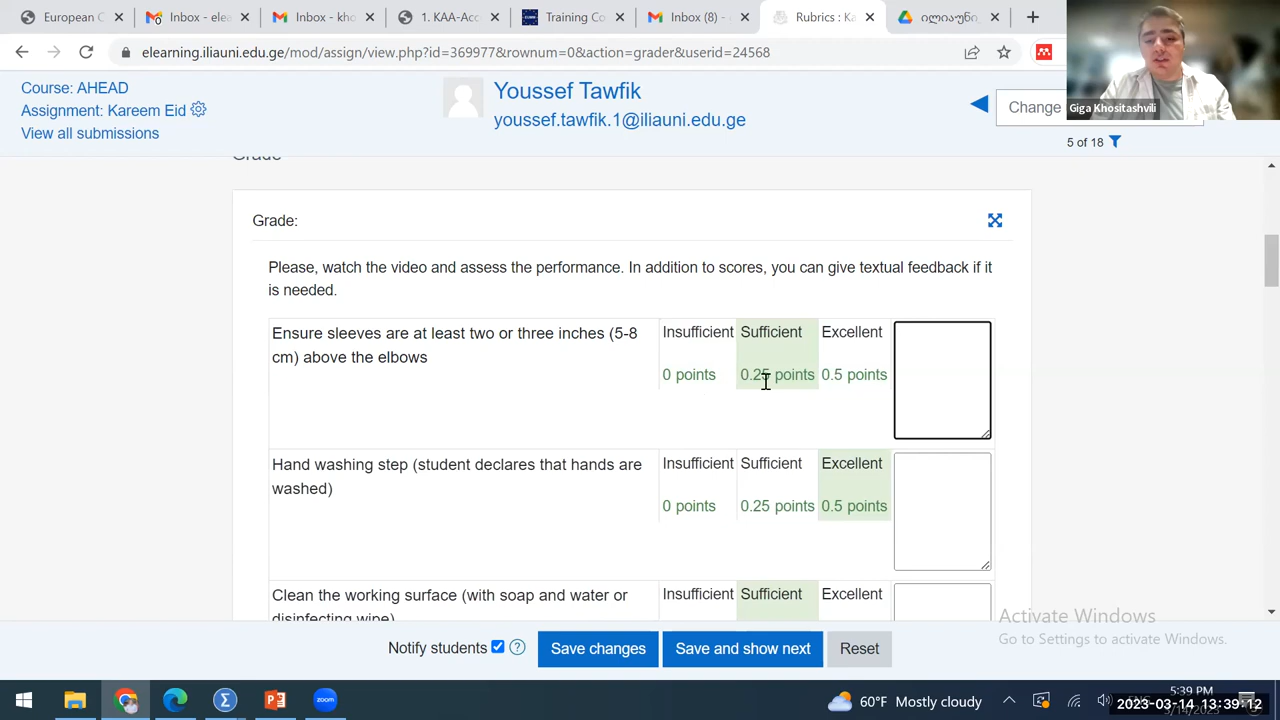 European C
Inbox - elea
Inbox - kho
1. KAA-Acc
Training Co
Inbox (8) -
Rubrics : Ka
ილიაუნი
elearning.iliauni.edu.ge/mod/assign/view.php?id=369977&rownum=0&action=grader&userid=24568
Course: AHEAD
Assignment: Kareem Eid
View all submissions
Youssef Tawfik
youssef.tawfik.1@iliauni.edu.ge
Change
Giga Khositashvili
5 of 18
Grade
Grade:
Please, watch the video and assess the performance. In addition to scores, you can give textual feedback if it
is needed.
Ensure sleeves are at least two or three inches (5-8
cm) above the elbows
Insufficient
0 points
Sufficient
0.25 points
Excellent
0.5 points
Hand washing step (student declares that hands are
washed)
Insufficient
0 points
Sufficient
0.25 points
Excellent
0.5 points
Clean the working surface (with soap and water or
disinfecting wipe)
Insufficient
Sufficient
Excellent
Activate Windows
Go to Settings to activate Windows.
Notify students
Save changes
Save and show next
Reset
60°F Mostly cloudy
5:39 PM
2023-03-14 13:39:12